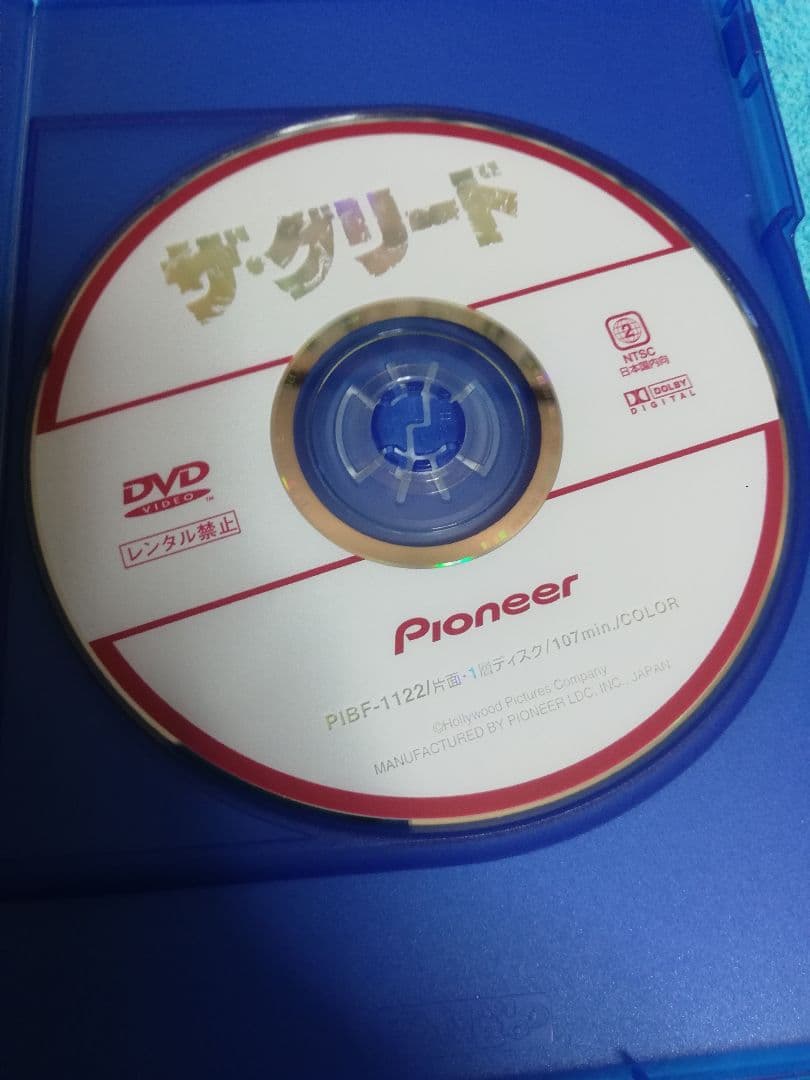 ザ・グリード
2
NTSC
日本国内向
DOLBY
DIGITAL
DVD
VIDEO™
レンタル禁止
Pioneer
PIBF-1122/片面・1層ディスク/107min./COLOR
©Hollywood Pictures Company
MANUFACTURED BY PIONEER LDC, INC., JAPAN